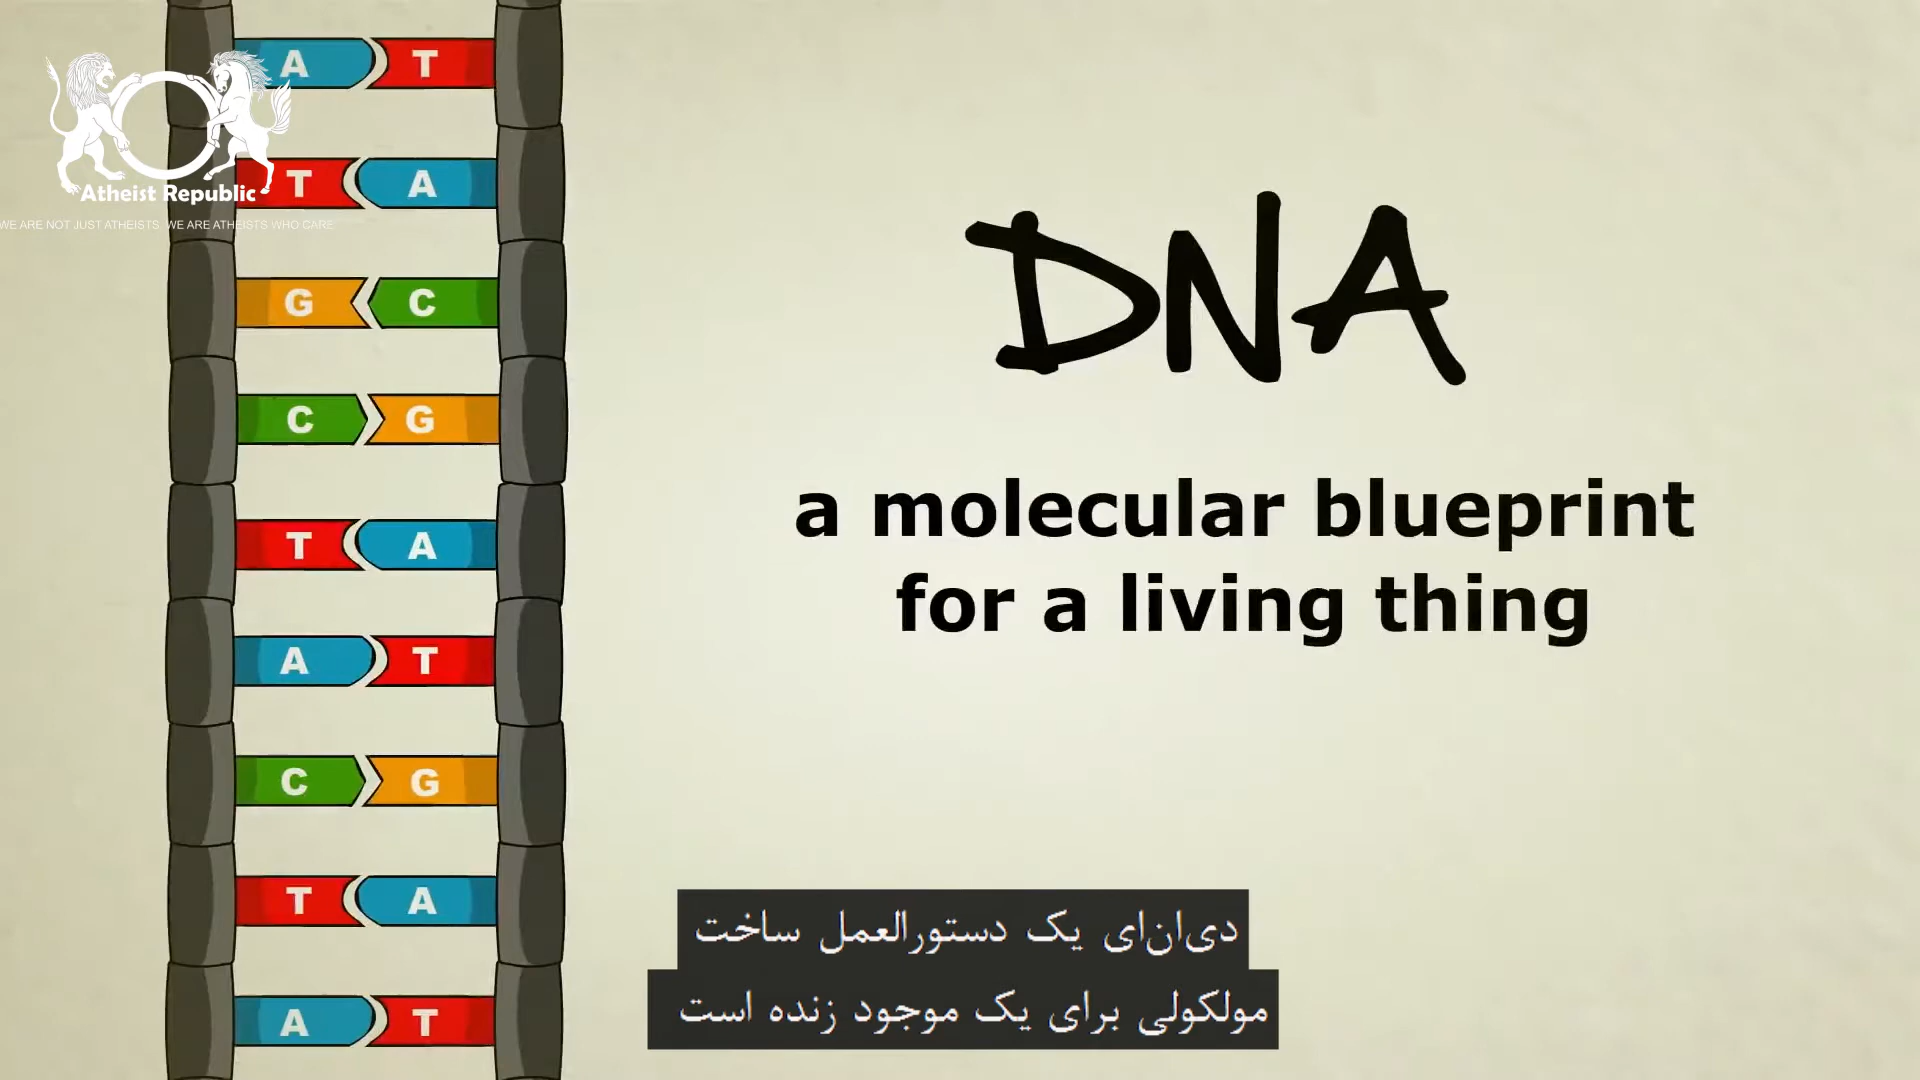 A T
Atheist Republic
T A
WE ARE NOT JUST ATHEISTS. WE ARE ATHEISTS WHO CARE
G C
C G
T A
A T
C G
T A
A T
DNA
a molecular blueprint
for a living thing
دی‌ان‌ای یک دستورالعمل ساخت
مولکولی برای یک موجود زنده است